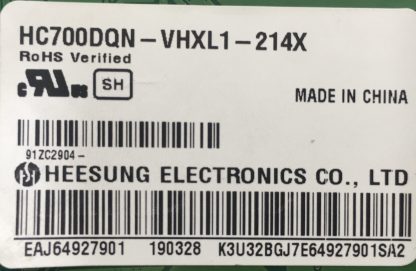 HC700DQN-VHXL1-214X
RoHS Verified
SH
MADE IN CHINA
91ZC2904-
HEESUNG ELECTRONICS CO., LTD
EAJ64927901 190328 K3U32BGJ7E64927901SA2